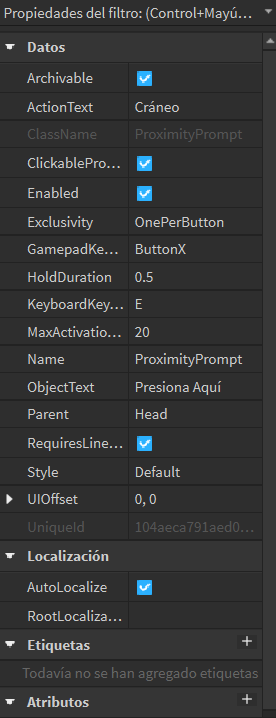 Propiedades del filtro: (Control+Mayú...
Datos
Archivable
ActionText Cráneo
ClassName ProximityPrompt
ClickablePro...
Enabled
Exclusivity OnePerButton
GamepadKe... ButtonX
HoldDuration 0.5
KeyboardKey... E
MaxActivatio... 20
Name ProximityPrompt
ObjectText Presiona Aquí
Parent Head
RequiresLine...
Style Default
UIOffset 0, 0
UniqueId 104aeca791aed0...
Localización
AutoLocalize
RootLocaliza...
Etiquetas +
Todavía no se han agregado etiquetas
Atributos +